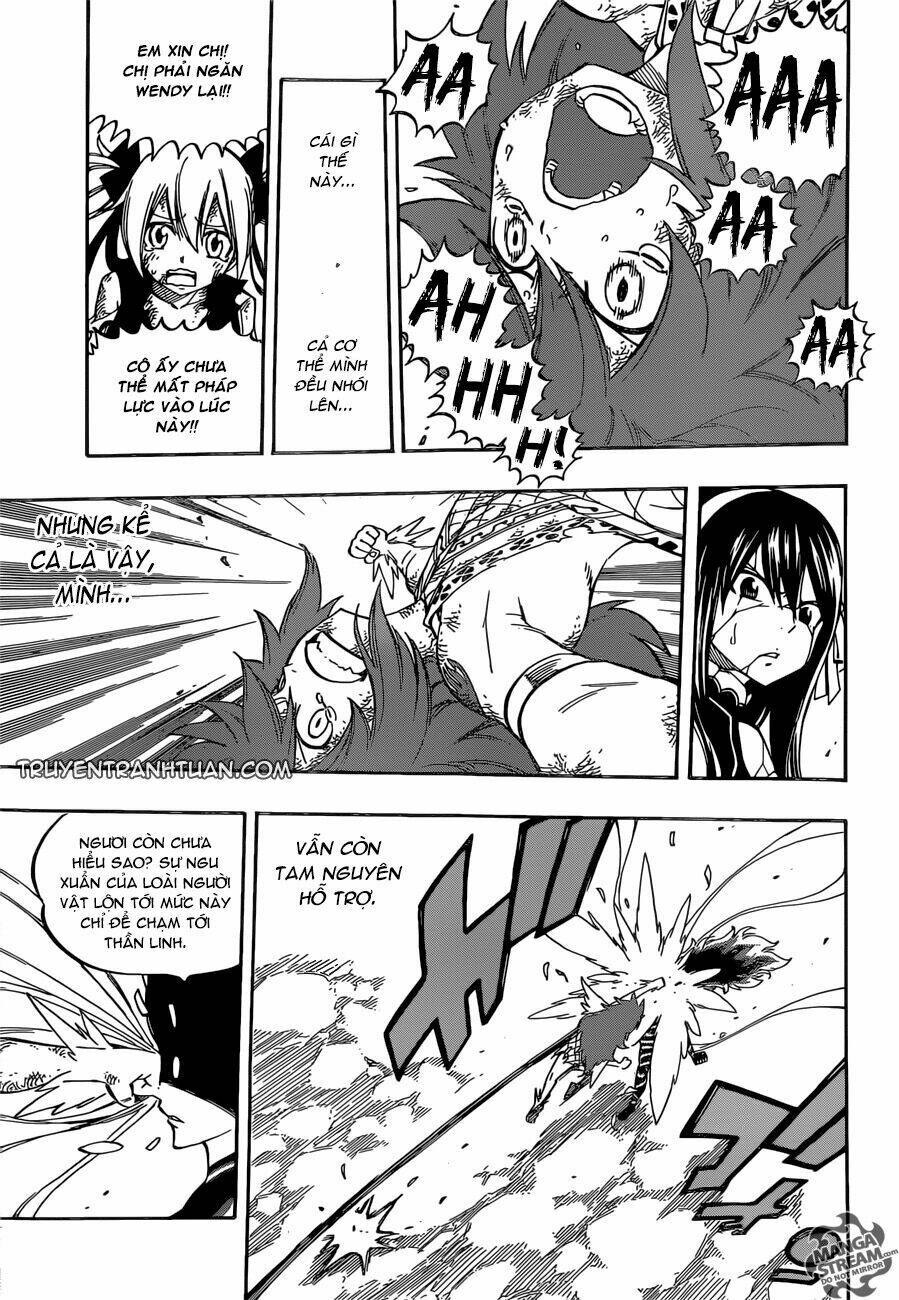 AA
AAA
AA
AA
AH
HH
H!
CÁI GÌ
THẾ
NÀY...
CẢ CƠ
THỂ MÌNH
ĐỀU NHÓI
LÊN...
EM XIN CHỊ!
CHỊ PHẢI NGĂN
WENDY LẠI!!
CÔ ẤY CHƯA
THỂ MẤT PHÁP
LỰC VÀO LÚC
NÀY!!
NHƯNG KỂ
CẢ LÀ VẬY,
MÌNH...
TRUYENTRANHTUAN.COM
VẪN CÒN
TAM NGUYÊN
HỖ TRỢ.
NGƯƠI CÒN CHƯA
HIỂU SAO? SỰ NGU
XUẨN CỦA LOÀI NGƯỜI
VẬT LỘN TỚI MỨC NÀY
CHỈ ĐỂ CHẠM TỚI
THẦN LINH.
MANGA
STREAM.com
DO NOT MIRROR!